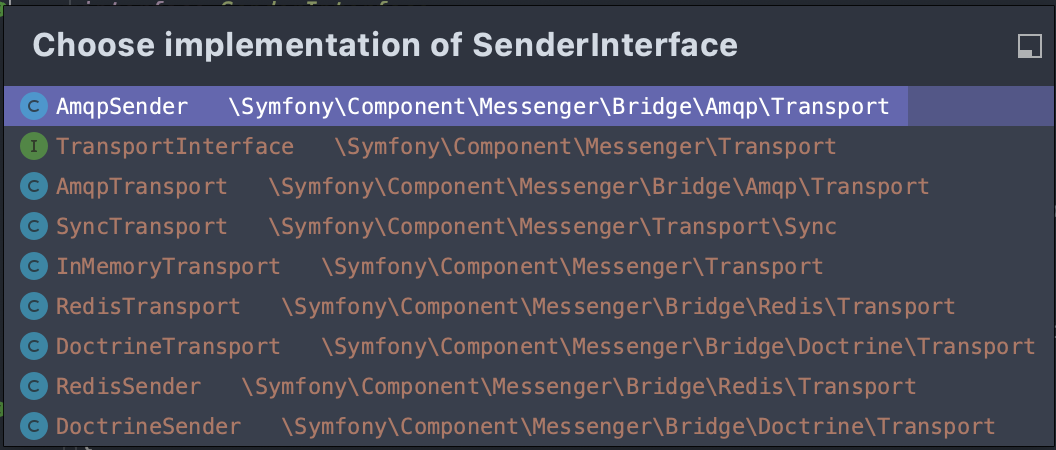 Choose implementation of SenderInterface
C AmqpSender \Symfony\Component\Messenger\Bridge\Amqp\Transport
I TransportInterface \Symfony\Component\Messenger\Transport
C AmqpTransport \Symfony\Component\Messenger\Bridge\Amqp\Transport
C SyncTransport \Symfony\Component\Messenger\Transport\Sync
C InMemoryTransport \Symfony\Component\Messenger\Transport
C RedisTransport \Symfony\Component\Messenger\Bridge\Redis\Transport
C DoctrineTransport \Symfony\Component\Messenger\Bridge\Doctrine\Transport
C RedisSender \Symfony\Component\Messenger\Bridge\Redis\Transport
C DoctrineSender \Symfony\Component\Messenger\Bridge\Doctrine\Transport